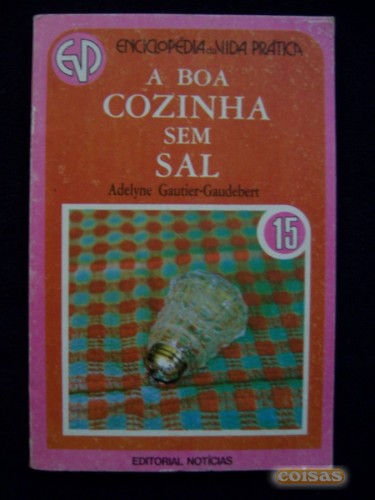 EVP
ENCICLOPÉDIA DA VIDA PRÁTICA
A BOA
COZINHA
SEM
SAL
Adelyne Gautier-Gaudebert
15
EDITORIAL NOTÍCIAS
coisas